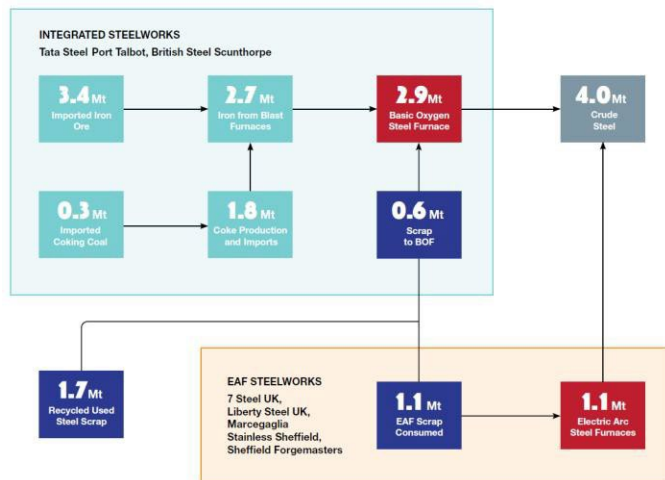 INTEGRATED STEELWORKS
Tata Steel Port Talbot, British Steel Scunthorpe
3.4 Mt
Imported Iron
Ore
2.7 Mt
Iron from Blast
Furnaces
2.9 Mt
Basic Oxygen
Steel Furnace
4.0 Mt
Crude
Steel
0.3 Mt
Imported
Coking Coal
1.8 Mt
Coke Production
and Imports
0.6 Mt
Scrap
to BOF
1.7 Mt
Recycled Used
Steel Scrap
EAF STEELWORKS
7 Steel UK,
Liberty Steel UK,
Marcegaglia
Stainless Sheffield,
Sheffield Forgemasters
1.1 Mt
EAF Scrap
Consumed
1.1 Mt
Electric Arc
Steel Furnaces